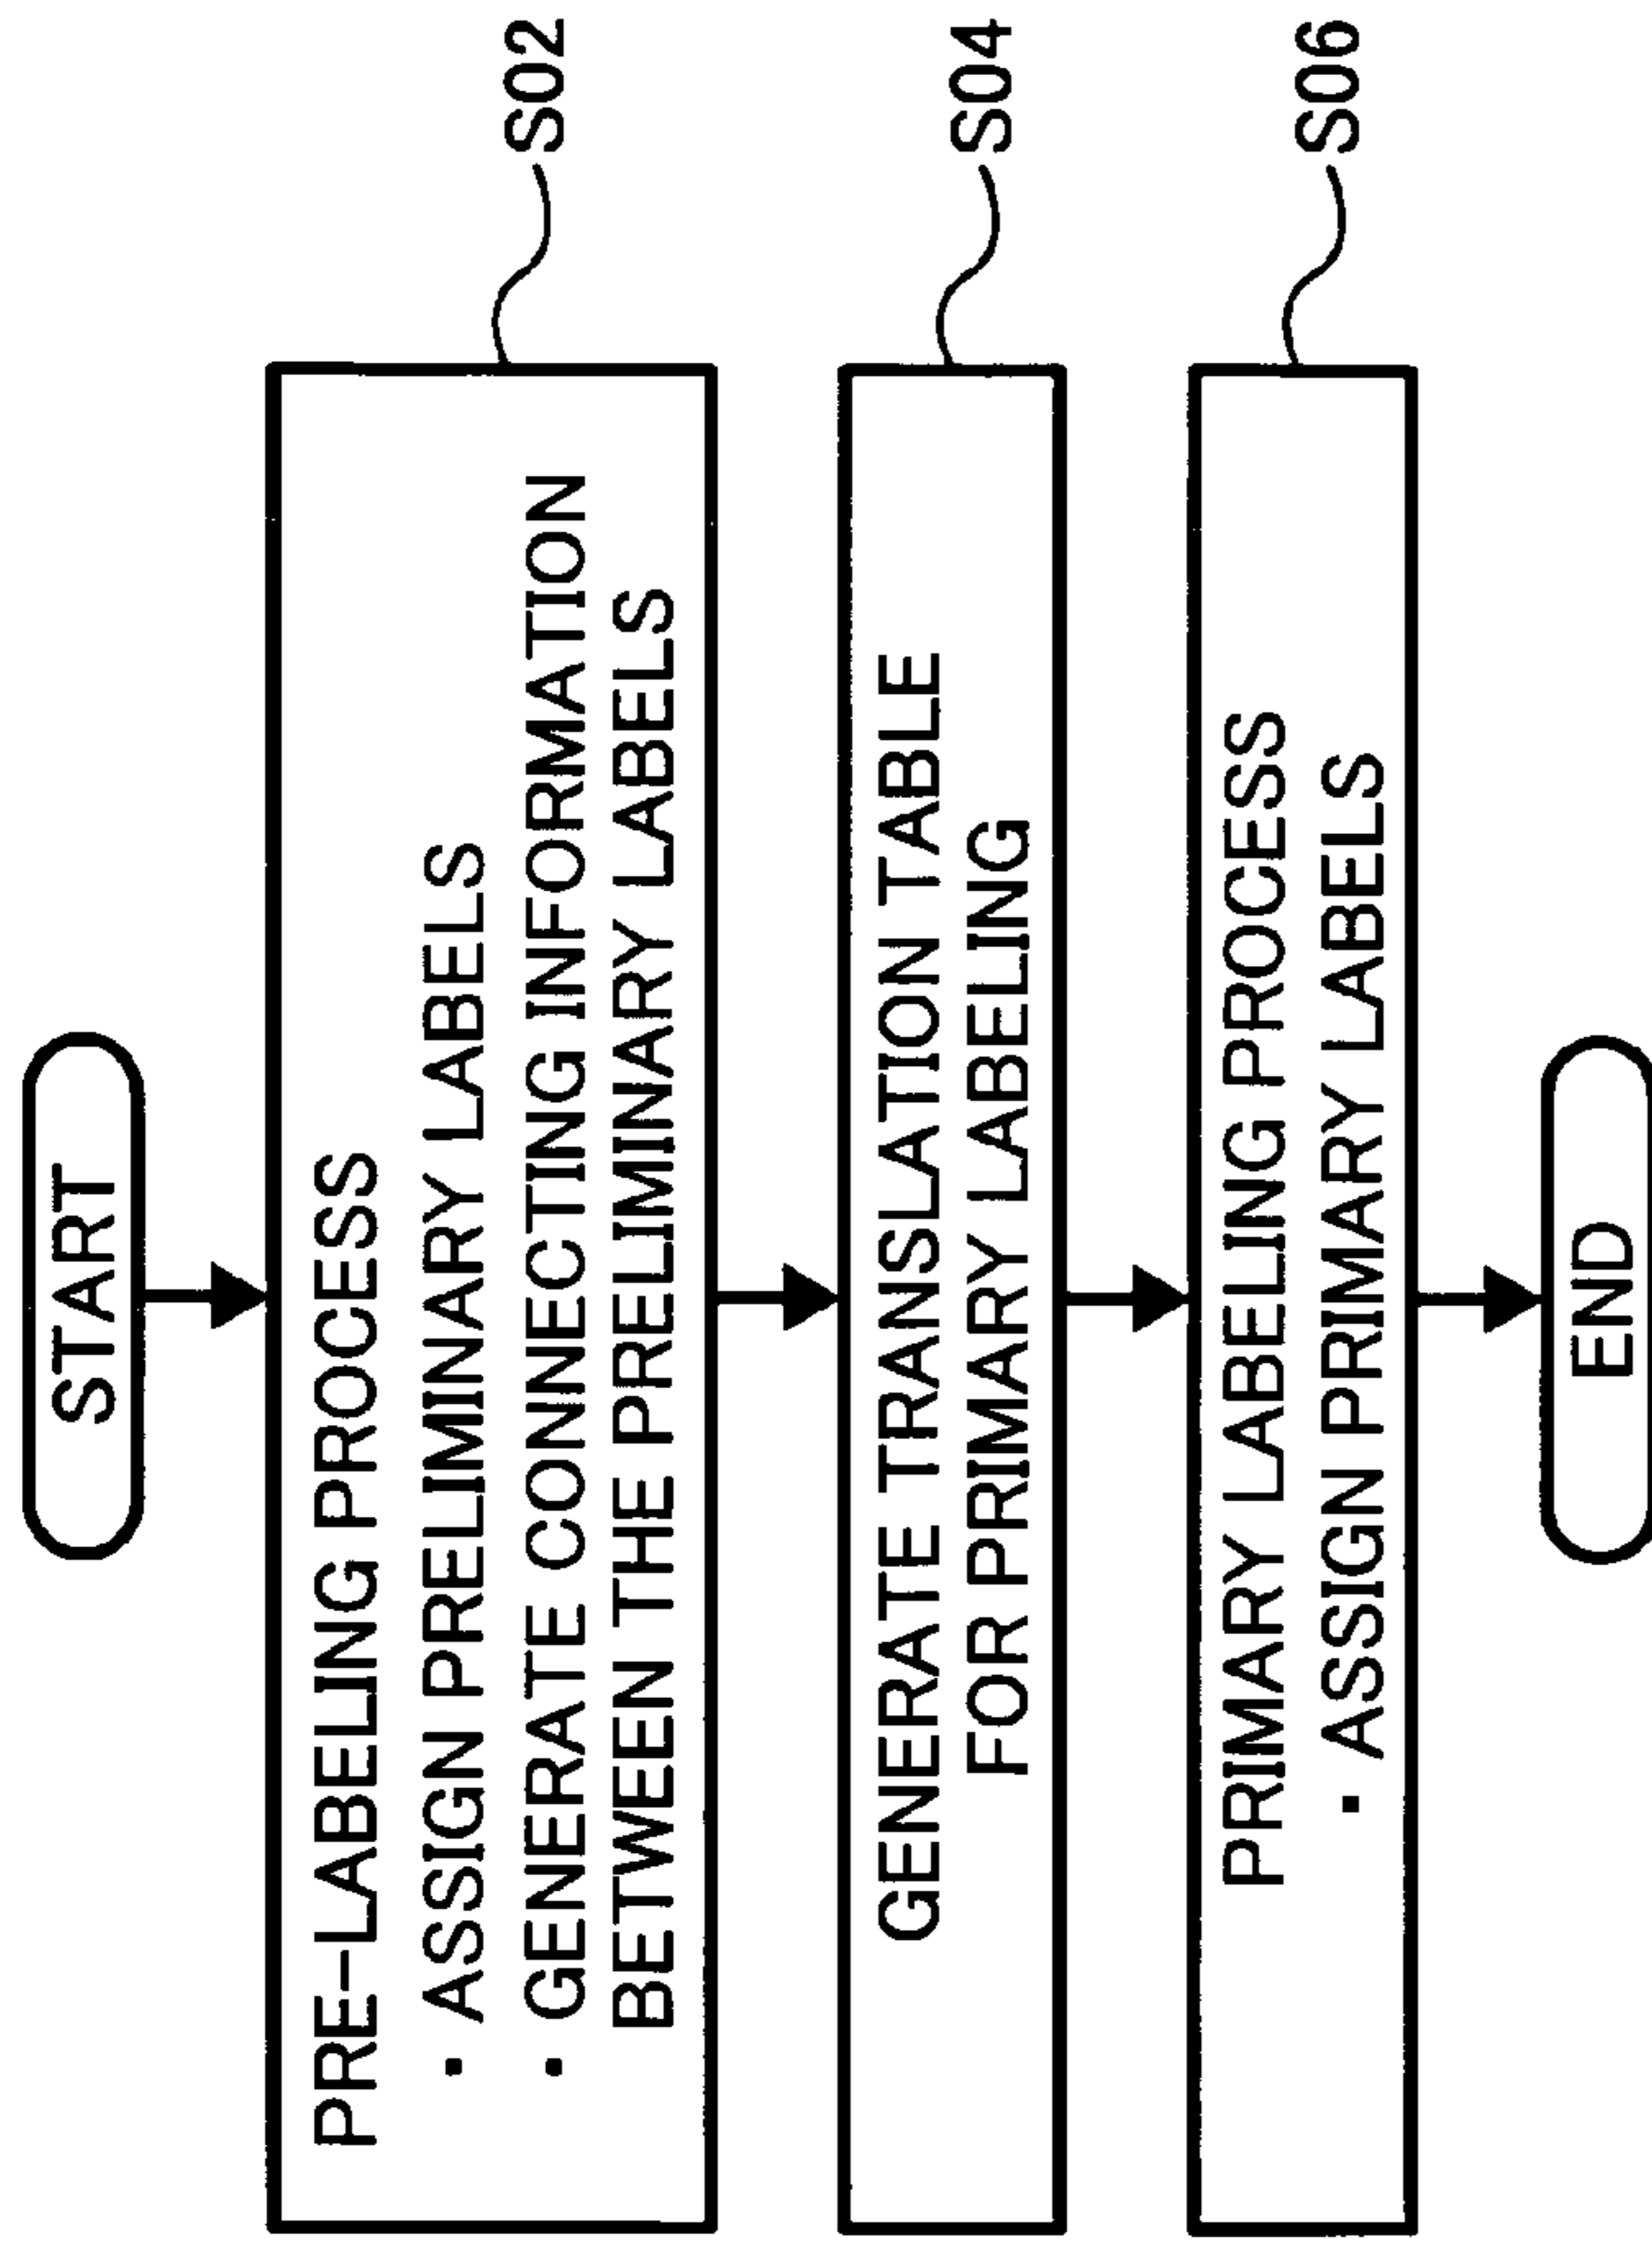 START
PRE-LABELING PROCESS
· ASSIGN PRELIMINARY LABELS
· GENERATE CONNECTING INFORMATION
BETWEEN THE PRELIMINARY LABELS
S02
GENERATE TRANSLATION TABLE
FOR PRIMARY LABELING
S04
PRIMARY LABELING PROCESS
· ASSIGN PRIMARY LABELS
S06
END